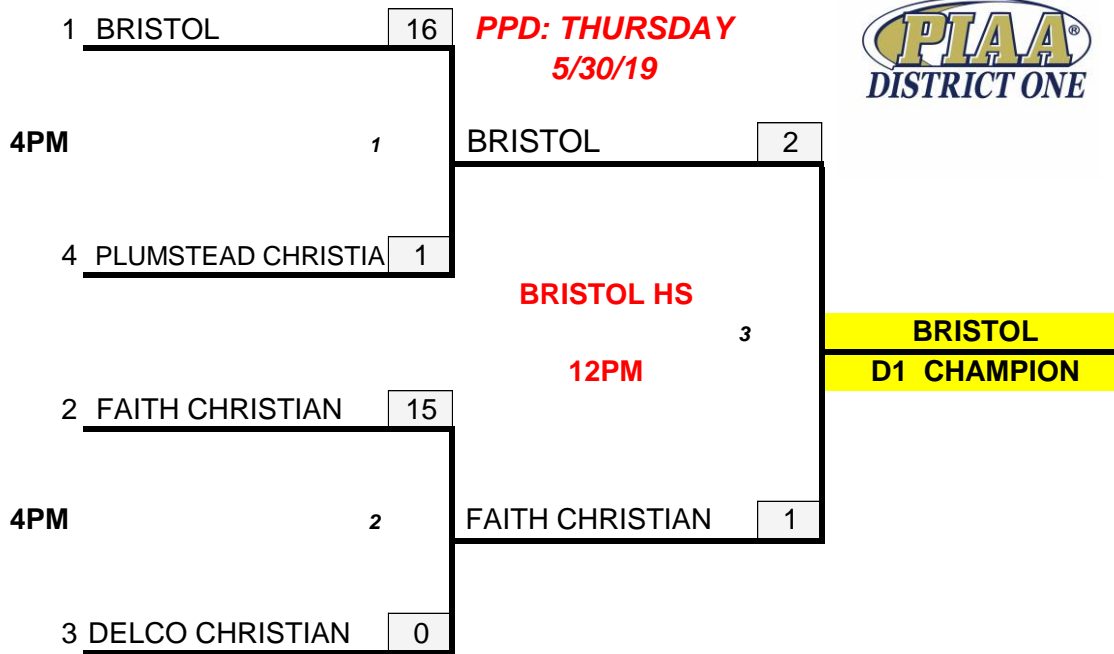 1 BRISTOL 16
PPD: THURSDAY
5/30/19
PIAA®
DISTRICT ONE
4PM 1
BRISTOL 2
4 PLUMSTEAD CHRISTIA 1
BRISTOL HS
3
BRISTOL
12PM
D1 CHAMPION
2 FAITH CHRISTIAN 15
4PM 2
FAITH CHRISTIAN 1
3 DELCO CHRISTIAN 0